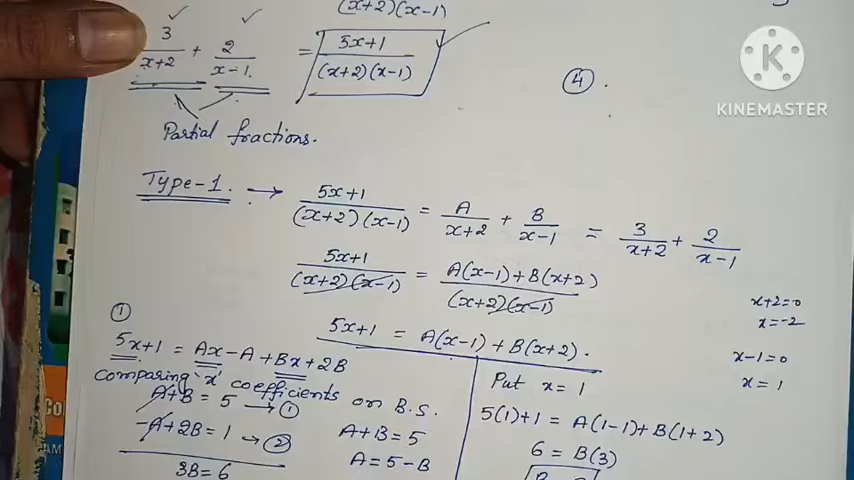 (x+2)(x-1)
3/(x+2) + 2/(x-1) = (5x+1)/((x+2)(x-1))
Partial fractions.
4
K
KINEMASTER
Type-1. → (5x+1)/((x+2)(x-1)) = A/(x+2) + B/(x-1) = 3/(x+2) + 2/(x-1)
(5x+1)/((x+2)(x-1)) = (A(x-1)+B(x+2))/((x+2)(x-1))
x+2=0
x=-2
x-1=0
x=1
5x+1 = A(x-1)+B(x+2).
①
5x+1 = Ax-A+Bx+2B
comparing 'x' coefficients on B.S.
A+B = 5 → ①
-A+2B = 1 → ②
3B = 6
A+B=5
A=5-B
Put x=1
5(1)+1 = A(1-1)+B(1+2)
6 = B(3)